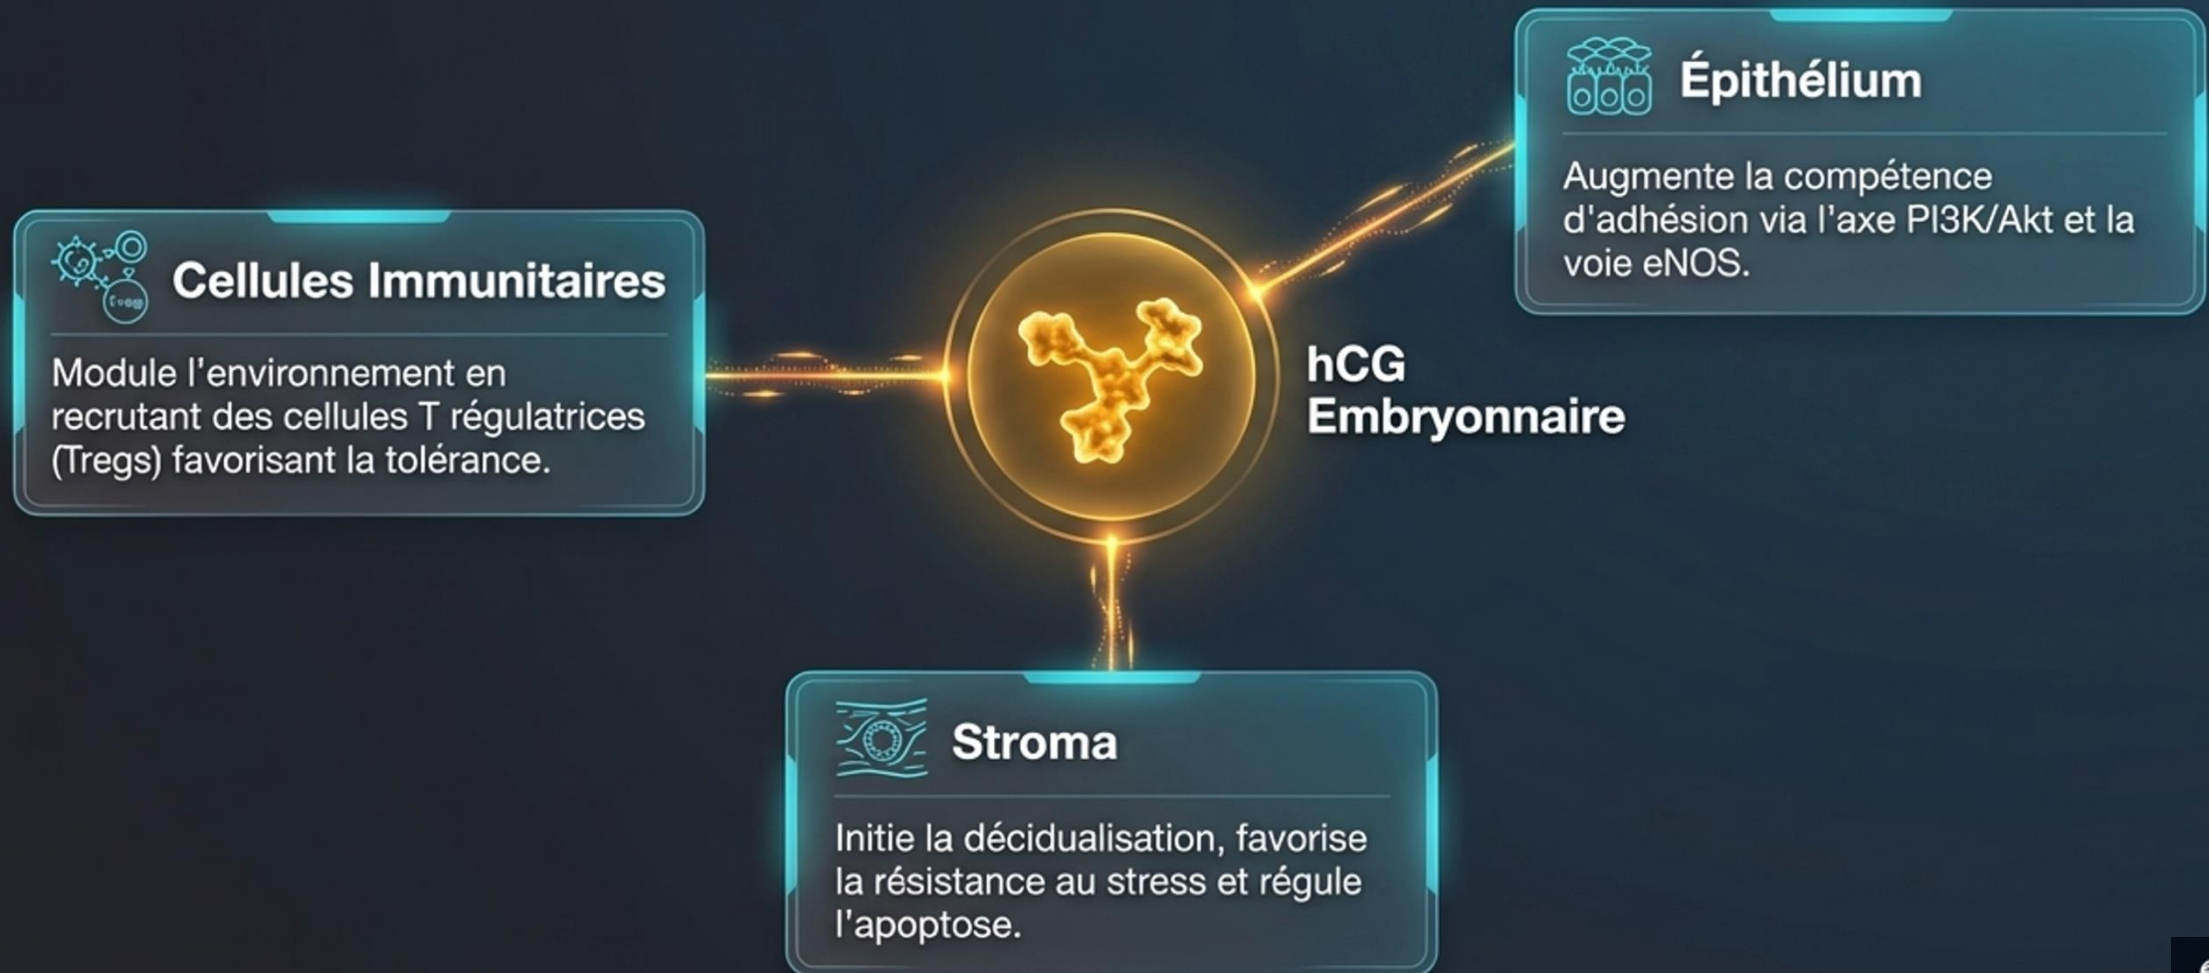 Épithélium
Augmente la compétence
d'adhésion via l'axe PI3K/Akt et la
voie eNOS.
Cellules Immunitaires
Module l'environnement en
recrutant des cellules T régulatrices
(Tregs) favorisant la tolérance.
hCG
Embryonnaire
Stroma
Initie la décidualisation, favorise
la résistance au stress et régule
l'apoptose.